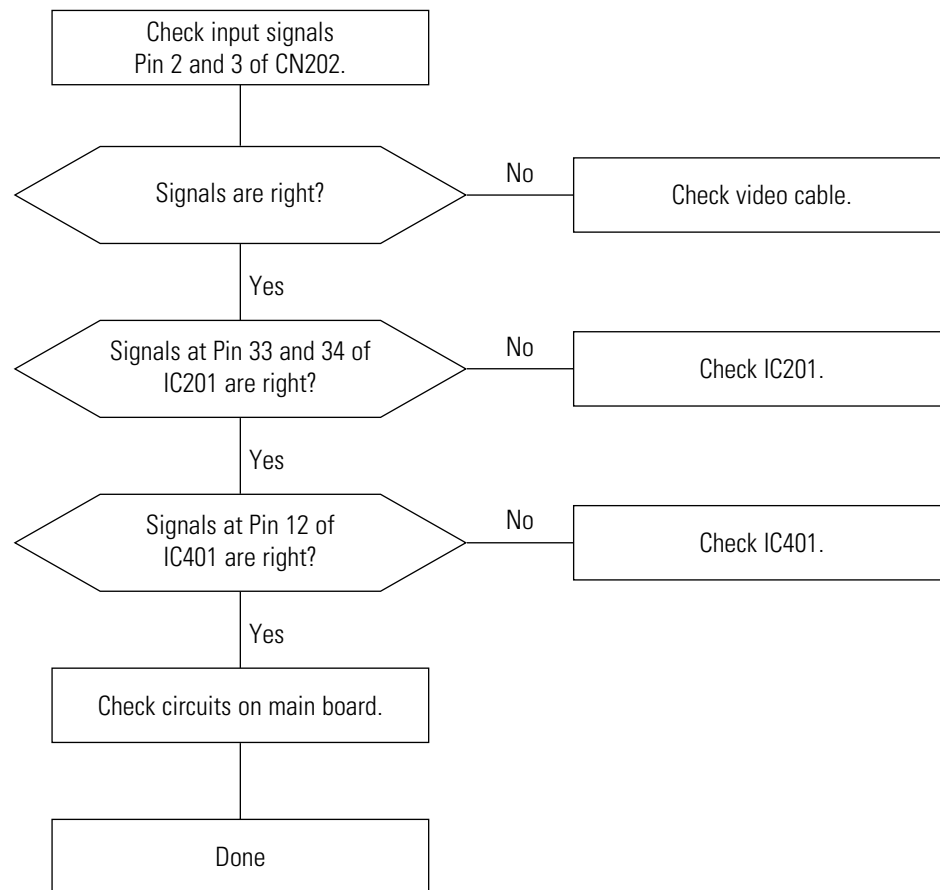 Check input signals
Pin 2 and 3 of CN202.
Signals are right?
No
Check video cable.
Yes
Signals at Pin 33 and 34 of
IC201 are right?
No
Check IC201.
Yes
Signals at Pin 12 of
IC401 are right?
No
Check IC401.
Yes
Check circuits on main board.
Done